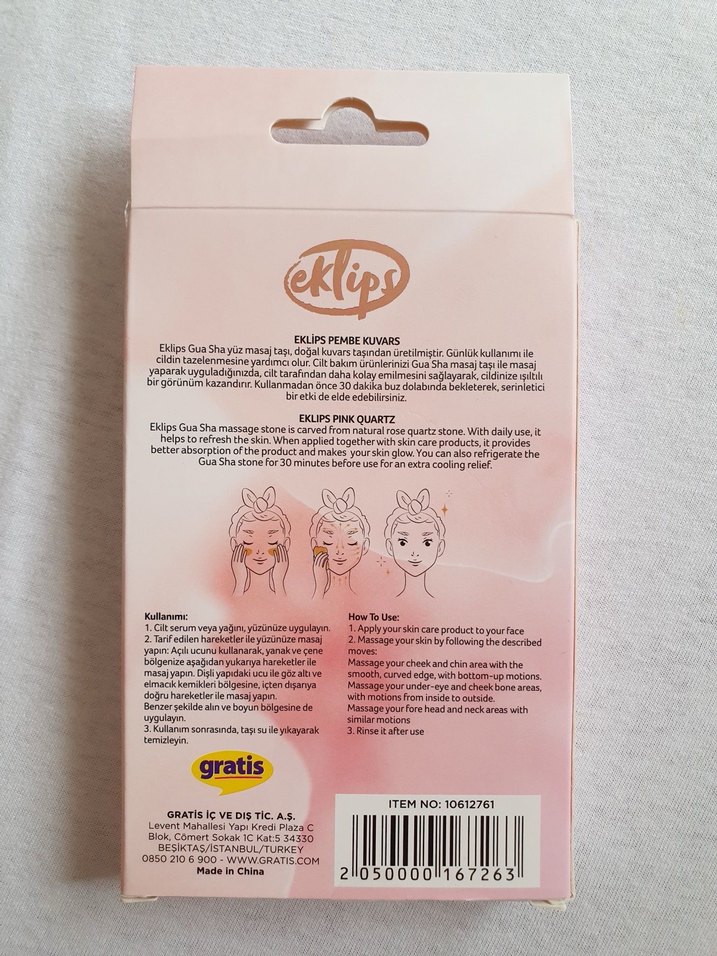 eklips
EKLİPS PEMBE KUVARS
Eklips Gua Sha yüz masaj taşı, doğal kuvars taşından üretilmiştir. Günlük kullanımı ile
cildin tazelenmesine yardımcı olur. Cilt bakım ürünlerinizi Gua Sha masaj taşı ile masaj
yaparak uyguladığınızda, cilt tarafından daha kolay emilmesini sağlayarak, cildinize ışıltılı
bir görünüm kazandırır. Kullanmadan önce 30 dakika buz dolabında bekleterek, serinletici
bir etki de elde edebilirsiniz.
EKLIPS PINK QUARTZ
Eklips Gua Sha massage stone is carved from natural rose quartz stone. With daily use, it
helps to refresh the skin. When applied together with skin care products, it provides
better absorption of the product and makes your skin glow. You can also refrigerate the
Gua Sha stone for 30 minutes before use for an extra cooling relief.
Kullanımı:
1. Cilt serum veya yağını, yüzünüze uygulayın.
2. Tarif edilen hareketler ile yüzünüze masaj
yapın: Açılı ucunu kullanarak, yanak ve çene
bölgenize aşağıdan yukarıya hareketler ile
masaj yapın. Dişli yapıdaki ucu ile göz altı ve
elmacık kemikleri bölgesine, içten dışarıya
doğru hareketler ile masaj yapın.
Benzer şekilde alın ve boyun bölgesine de
uygulayın.
3. Kullanım sonrasında, taşı su ile yıkayarak
temizleyin.
How To Use:
1. Apply your skin care product to your face
2. Massage your skin by following the described
moves:
Massage your cheek and chin area with the
smooth, curved edge, with bottom-up motions.
Massage your under-eye and cheek bone areas,
with motions from inside to outside.
Massage your fore head and neck areas with
similar motions
3. Rinse it after use
gratis
GRATIS İÇ VE DIŞ TİC. A.Ş.
Levent Mahallesi Yapı Kredi Plaza C
Blok, Cömert Sokak 1C Kat:5 34330
BEŞİKTAŞ/İSTANBUL/TURKEY
0850 210 6 900 - WWW.GRATIS.COM
Made in China
ITEM NO: 10612761
2 050000 167263